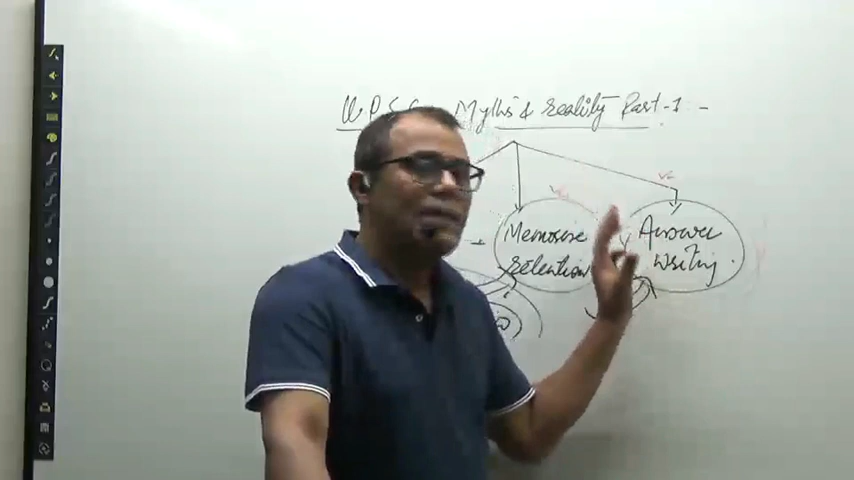 U.P.S.C Myths & reality Part-1 -
Memorise
retention
Answer
writing.